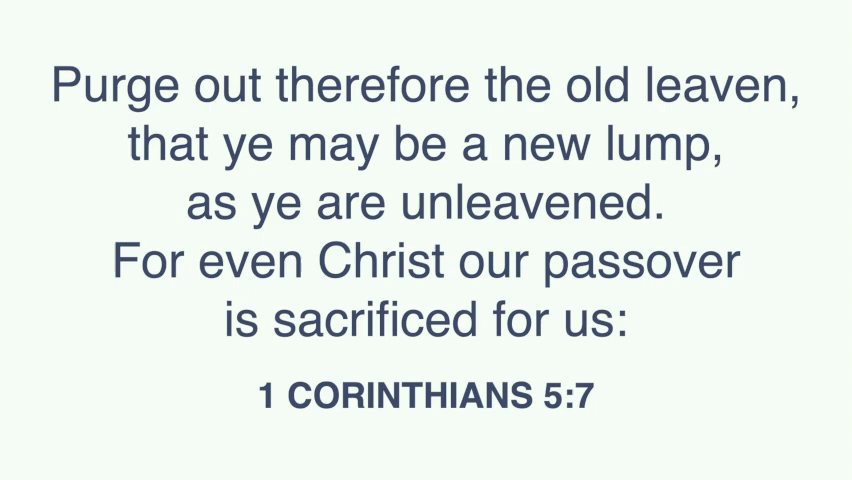 Purge out therefore the old leaven,
that ye may be a new lump,
as ye are unleavened.
For even Christ our passover
is sacrificed for us:
1 CORINTHIANS 5:7